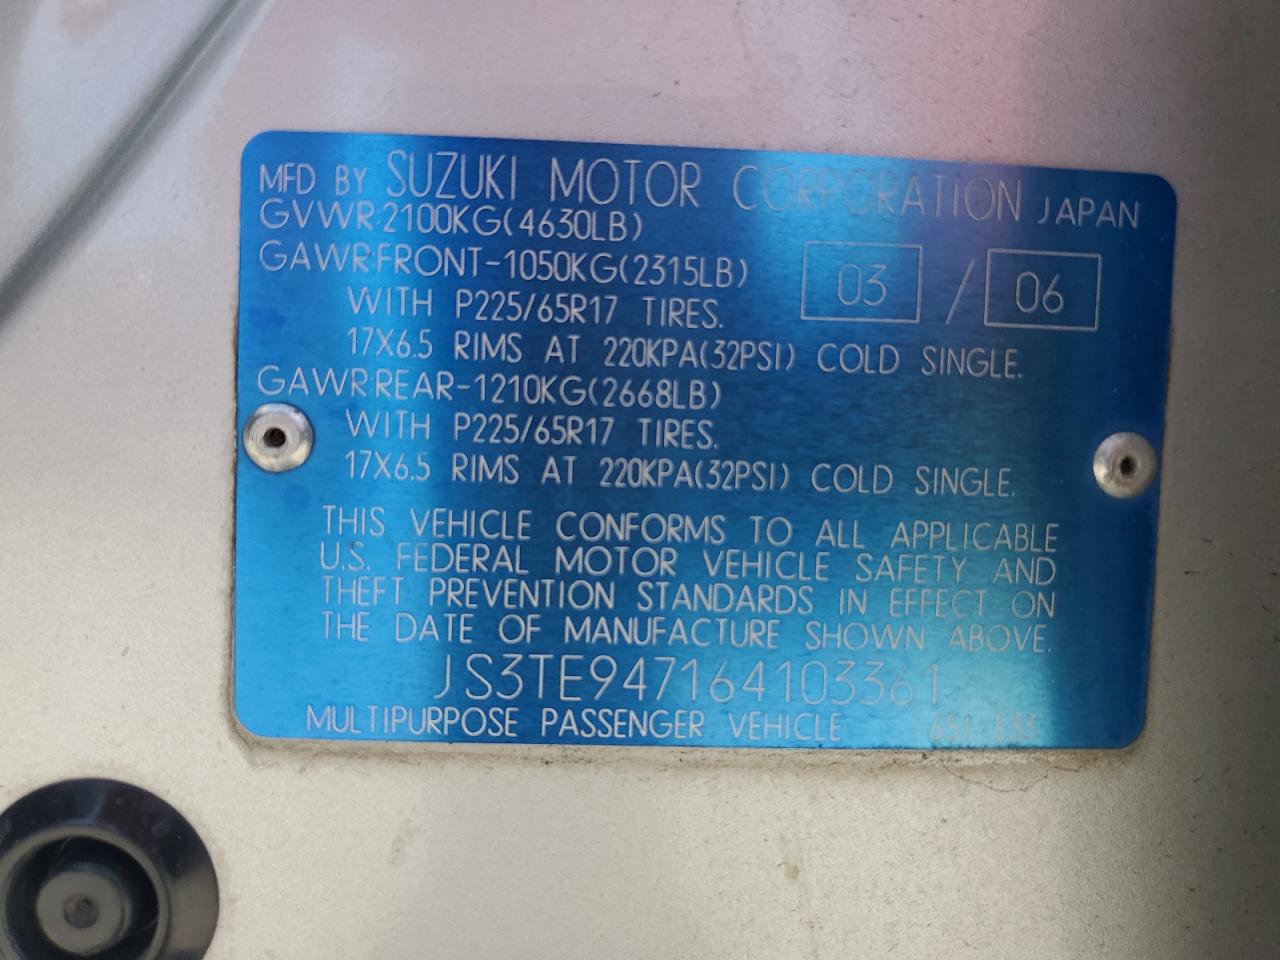 MFD BY SUZUKI MOTOR CORPORATION JAPAN
GVWR:2100KG(4630LB)
GAWR:FRONT-1050KG(2315LB)
03 / 06
WITH P225/65R17 TIRES.
17X6.5 RIMS AT 220KPA(32PSI) COLD SINGLE.
GAWR:REAR-1210KG(2668LB)
WITH P225/65R17 TIRES.
17X6.5 RIMS AT 220KPA(32PSI) COLD SINGLE.
THIS VEHICLE CONFORMS TO ALL APPLICABLE
U.S. FEDERAL MOTOR VEHICLE SAFETY AND
THEFT PREVENTION STANDARDS IN EFFECT ON
THE DATE OF MANUFACTURE SHOWN ABOVE.
JS3TE947164103361
MULTIPURPOSE PASSENGER VEHICLE